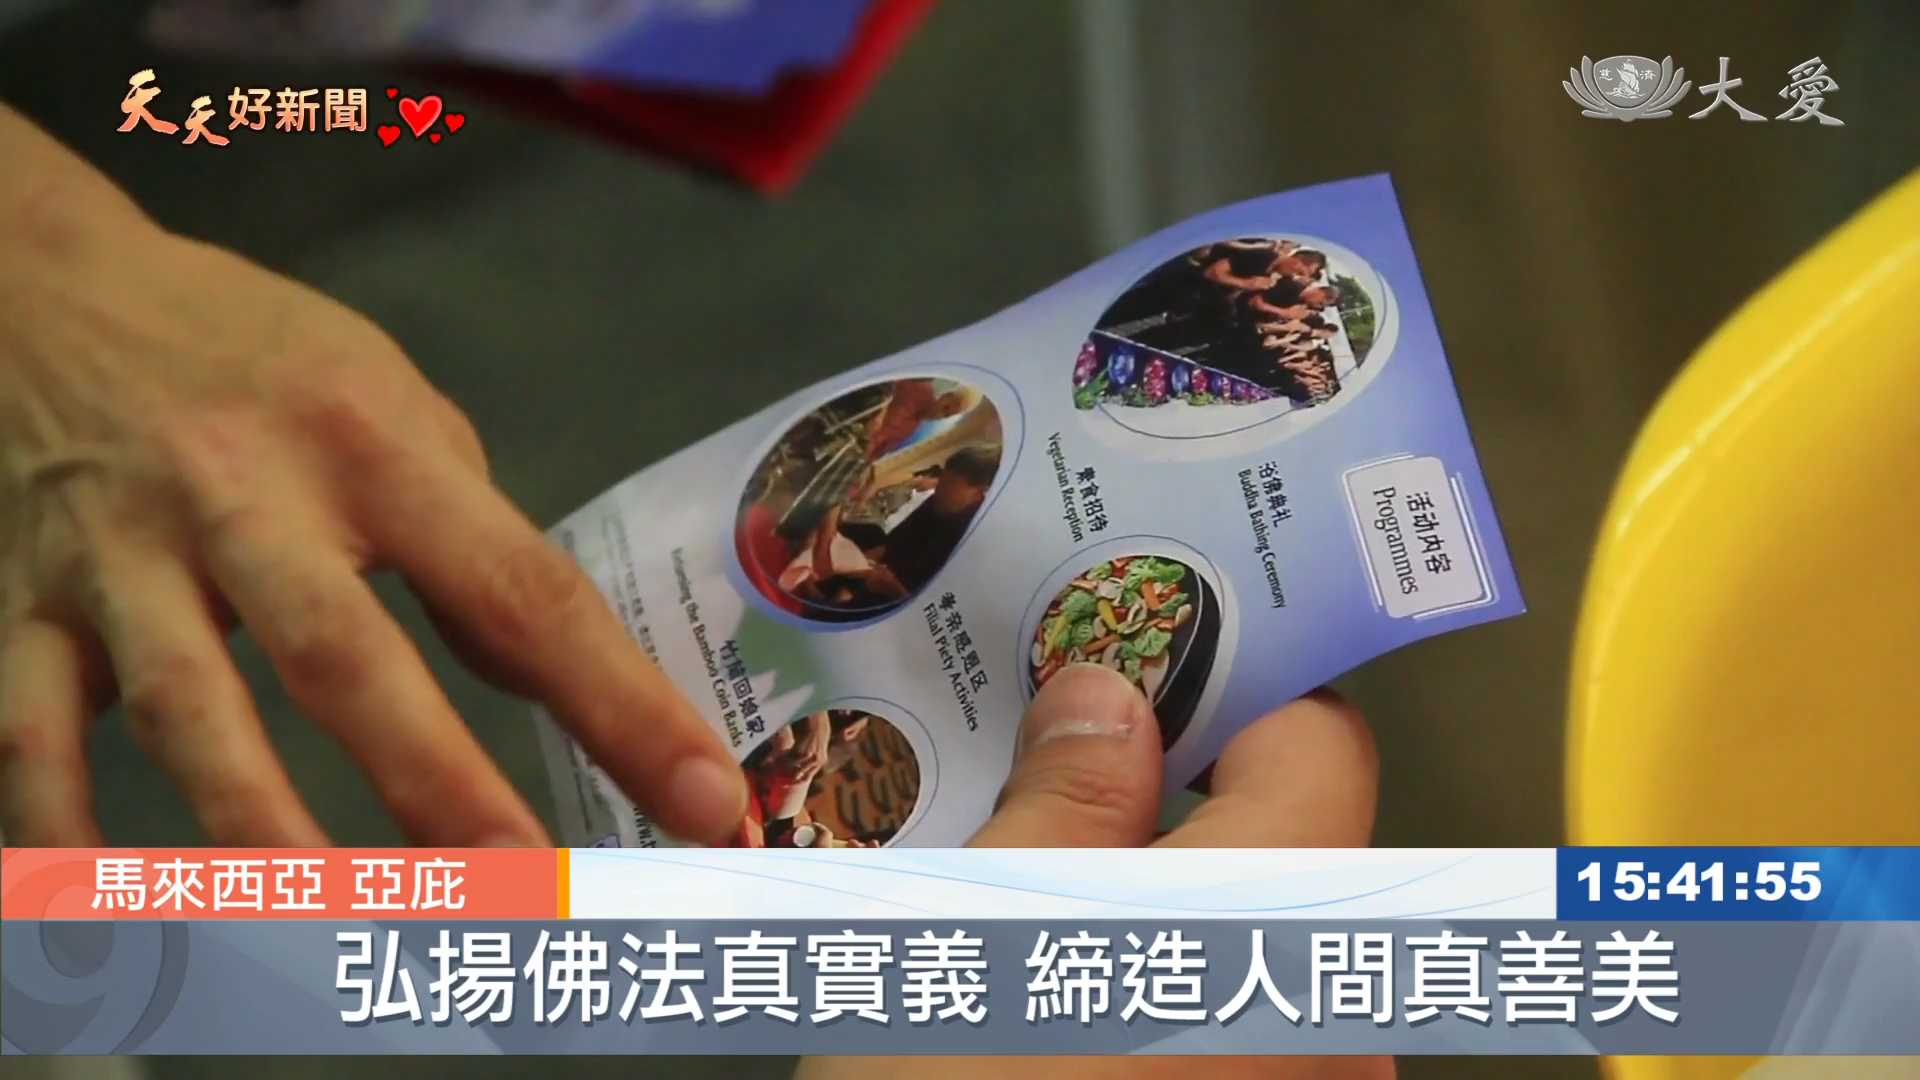 天天好新聞
慈濟
大愛
活动内容
Programmes
浴佛典礼
Buddha Bathing Ceremony
素食招待
Vegetarian Reception
孝亲感恩区
Filial Piety Activities
竹筒回娘家
Returning the Bamboo Coin Banks
馬來西亞 亞庇
15:41:55
弘揚佛法真實義 締造人間真善美